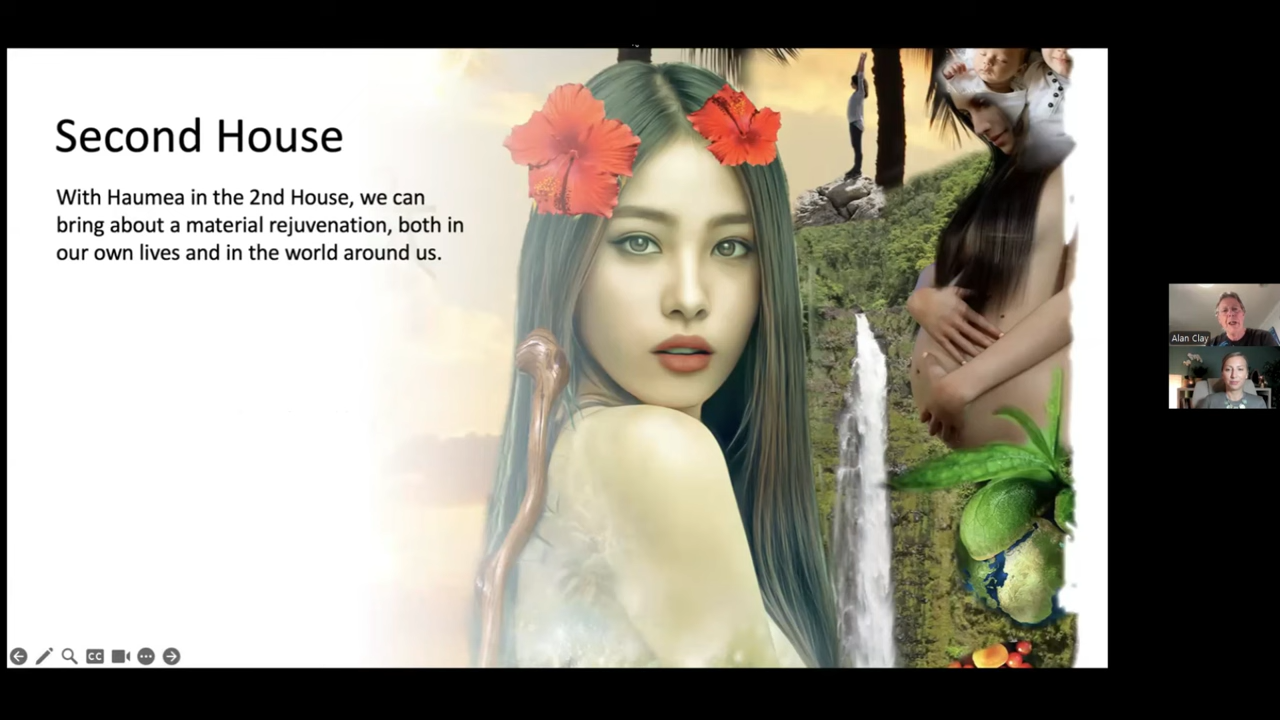 Second House
With Haumea in the 2nd House, we can
bring about a material rejuvenation, both in
our own lives and in the world around us.
Alan Clay
CC